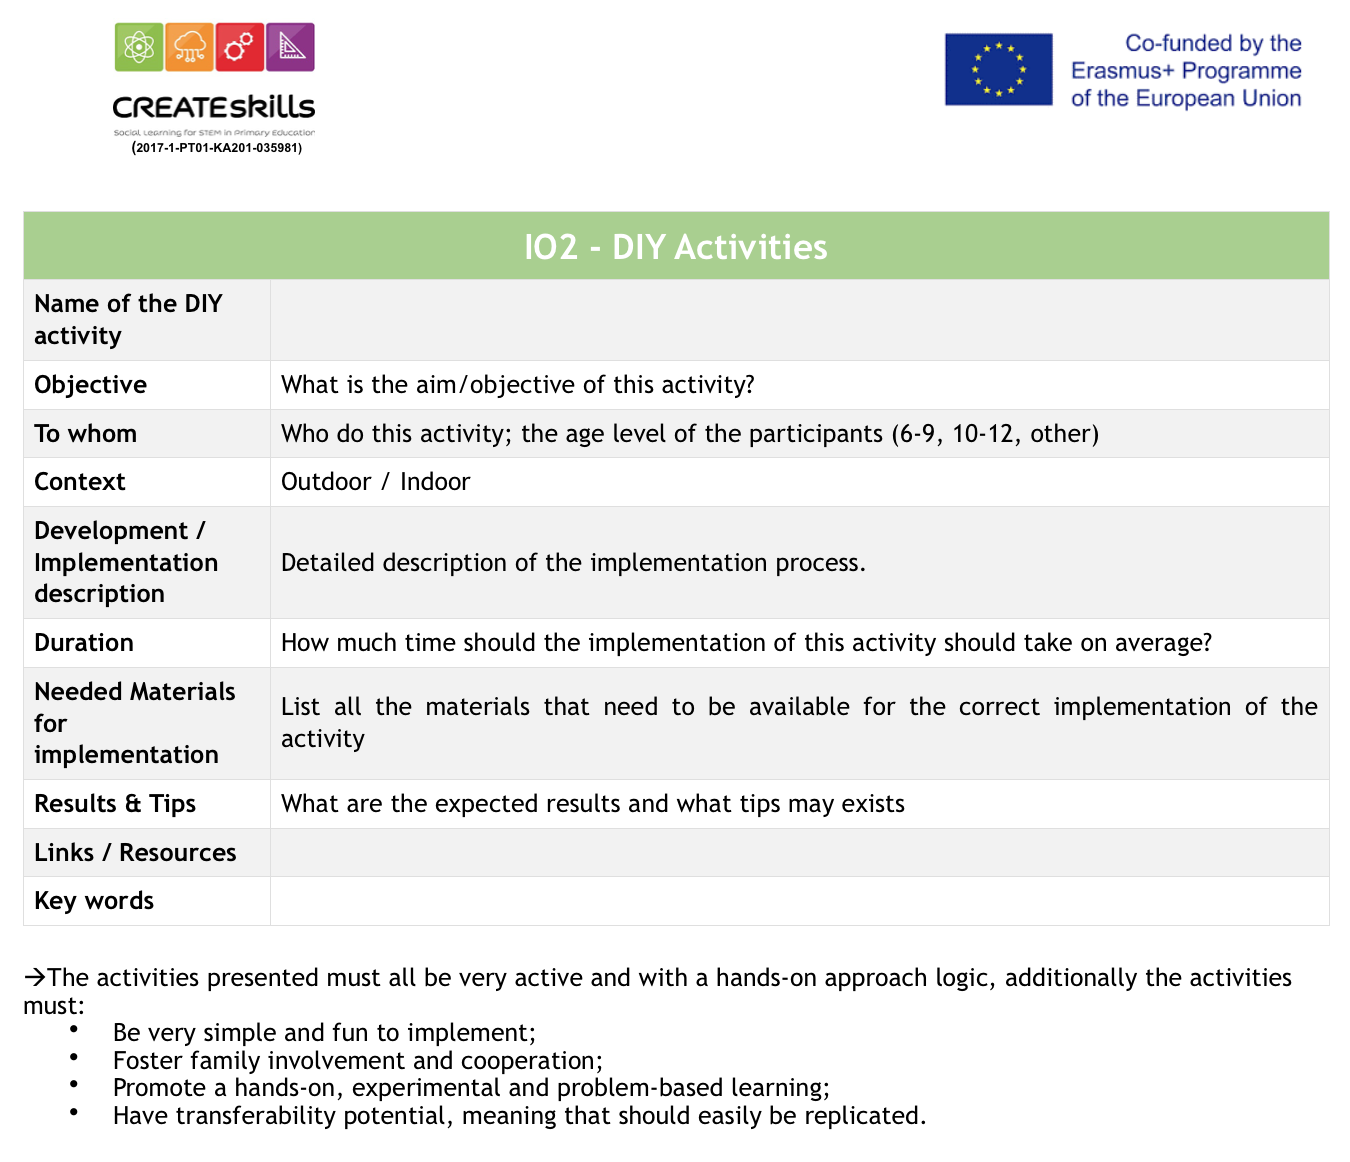 CREATEskills
Social Learning for STEM in Primary Education
(2017-1-PT01-KA201-035981)
Co-funded by the
Erasmus+ Programme
of the European Union
IO2 - DIY Activities
Name of the DIY
activity
Objective
What is the aim/objective of this activity?
To whom
Who do this activity; the age level of the participants (6-9, 10-12, other)
Context
Outdoor / Indoor
Development /
Implementation
description
Detailed description of the implementation process.
Duration
How much time should the implementation of this activity should take on average?
Needed Materials
for
implementation
List all the materials that need to be available for the correct implementation of the
activity
Results & Tips
What are the expected results and what tips may exists
Links / Resources
Key words
→The activities presented must all be very active and with a hands-on approach logic, additionally the activities
must:
• Be very simple and fun to implement;
• Foster family involvement and cooperation;
• Promote a hands-on, experimental and problem-based learning;
• Have transferability potential, meaning that should easily be replicated.